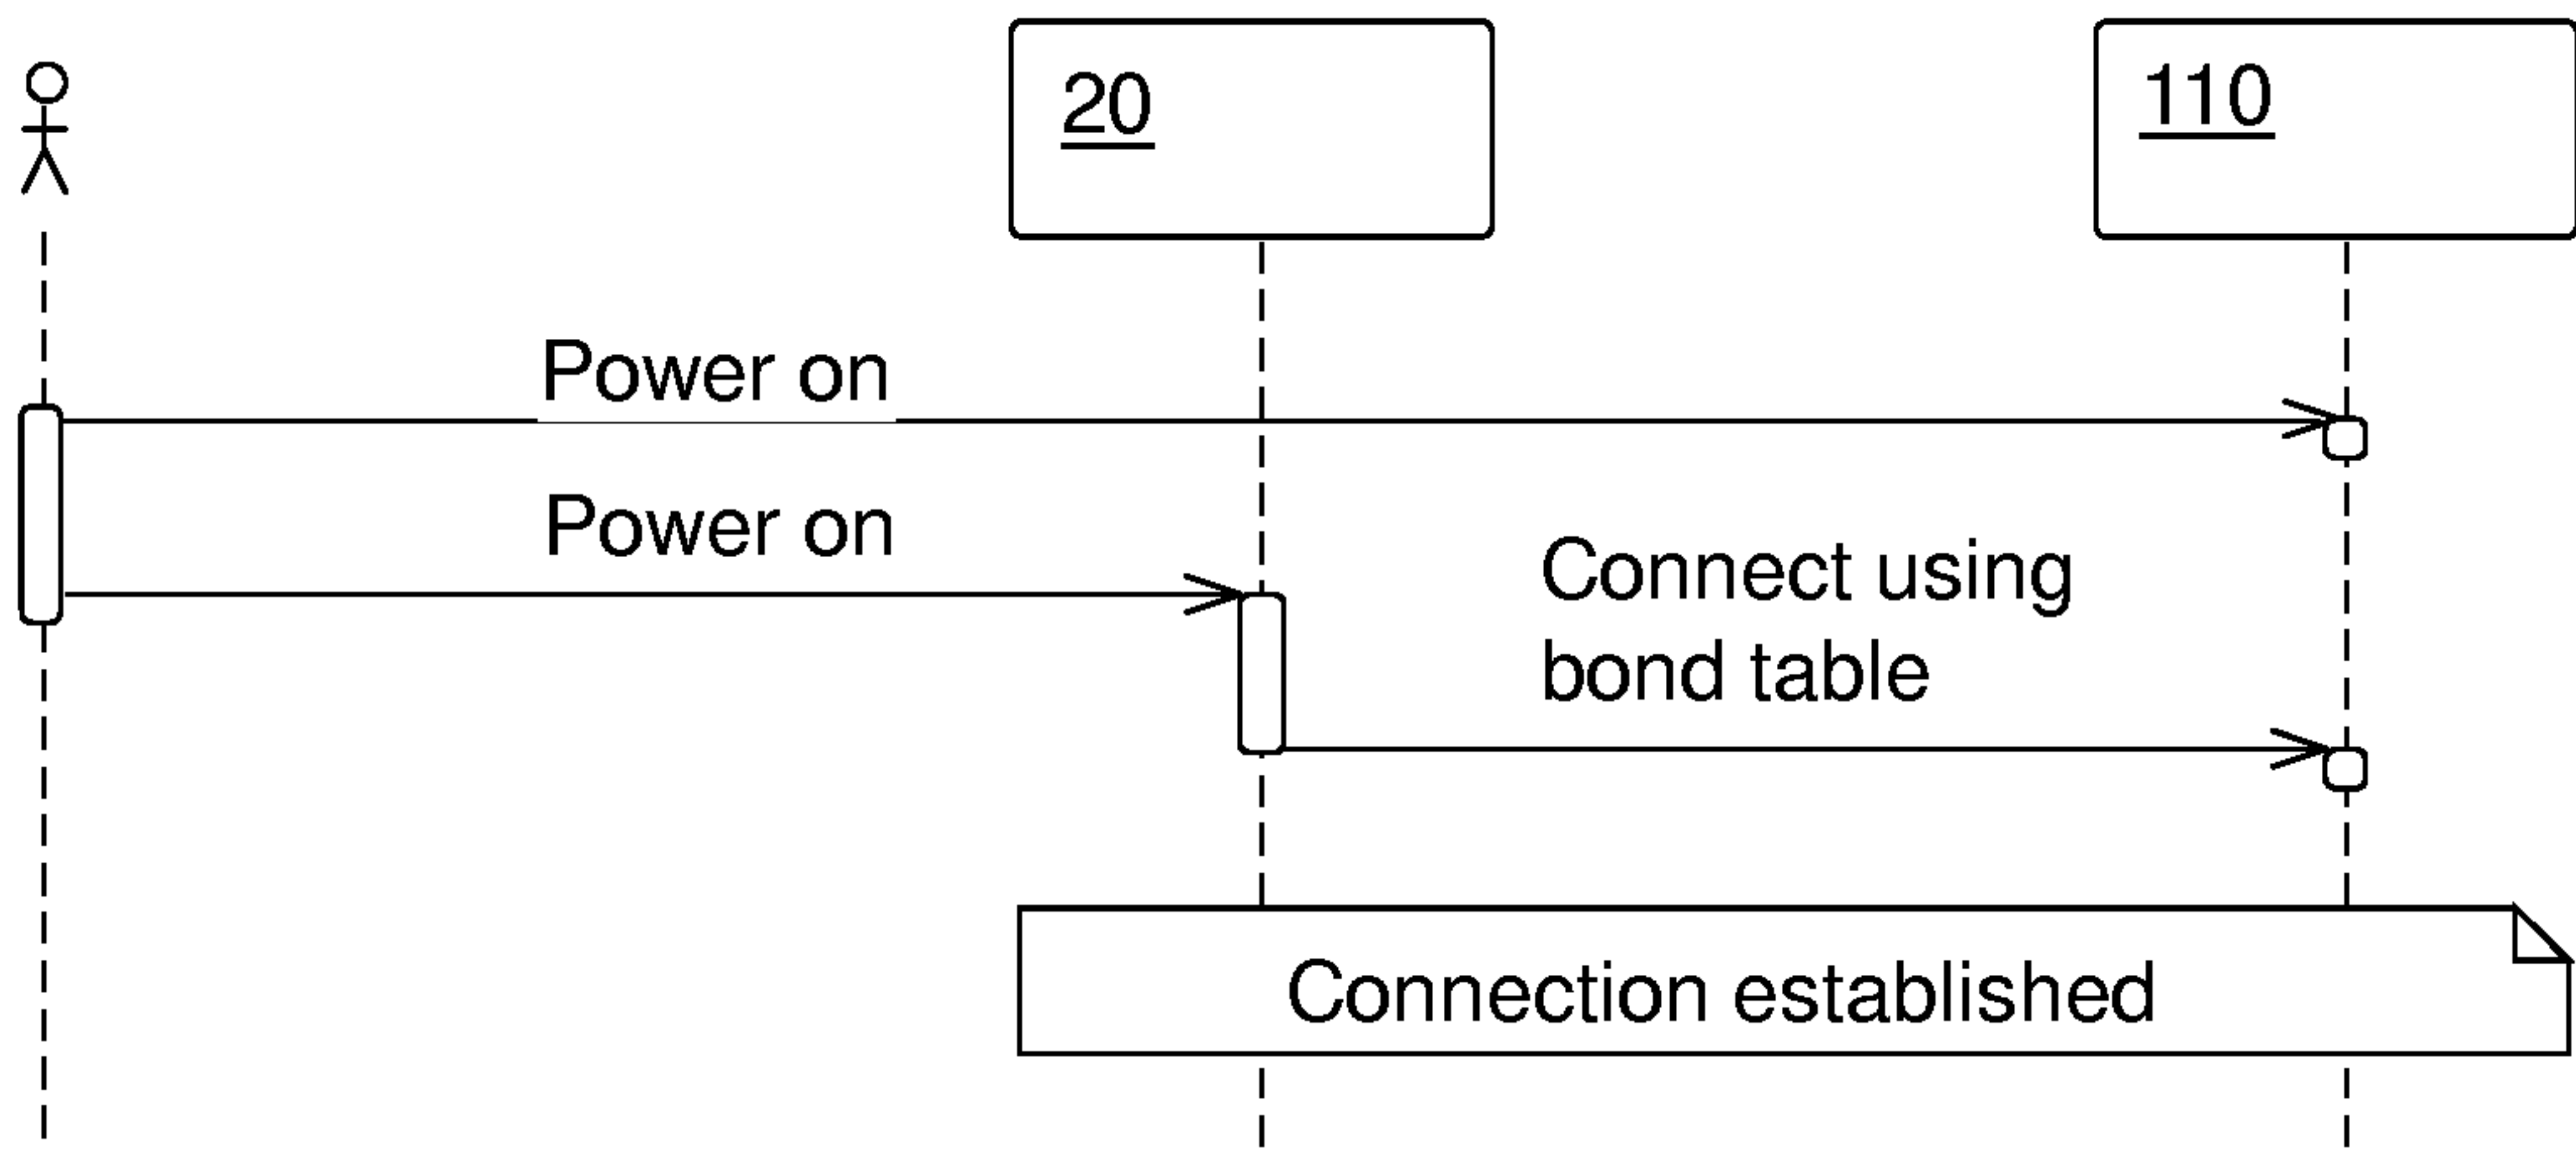 20
110
Power on
Power on
Connect using
bond table
Connection established